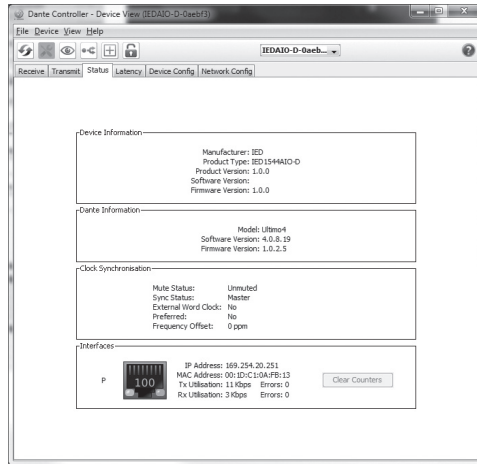 Dante Controller - Device View (IEDAIO-D-0aebf3)
File Device View Help
IEDAIO-D-0aeb...
?
Receive Transmit Status Latency Device Config Network Config
Device Information
Manufacturer: IED
Product Type: IED1544AIO-D
Product Version: 1.0.0
Software Version:
Firmware Version: 1.0.0
Dante Information
Model: Ultimo4
Software Version: 4.0.8.19
Firmware Version: 1.0.2.5
Clock Synchronisation
Mute Status: Unmuted
Sync Status: Master
External Word Clock: No
Preferred: No
Frequency Offset: 0 ppm
Interfaces
P
100
IP Address: 169.254.20.251
MAC Address: 00:1D:C1:0A:FB:13
Tx Utilisation: 11 Kbps Errors: 0
Rx Utilisation: 3 Kbps Errors: 0
Clear Counters